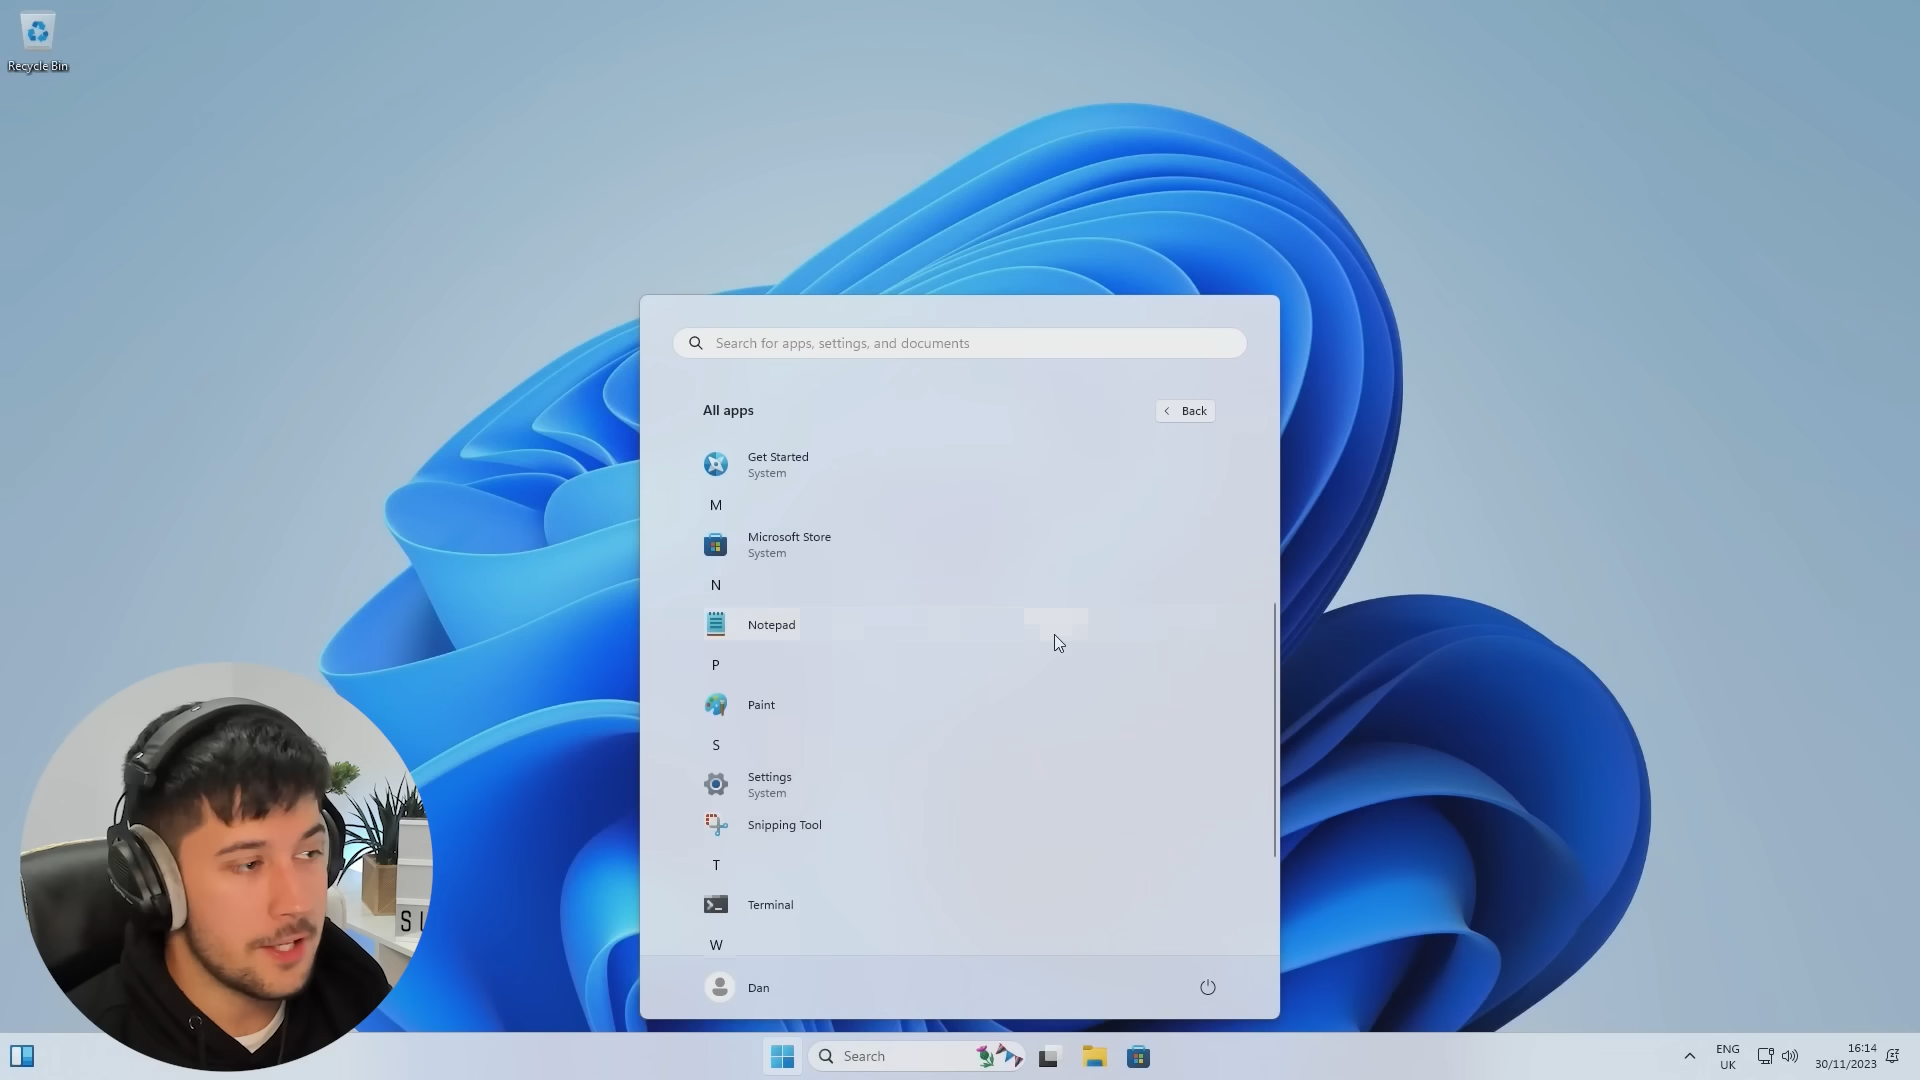 Recycle Bin
Search for apps, settings, and documents
All apps
Back
Get Started
System
M
Microsoft Store
System
N
Notepad
P
Paint
S
Settings
System
Snipping Tool
T
Terminal
W
Dan
Search
ENG
UK
16:14
30/11/2023